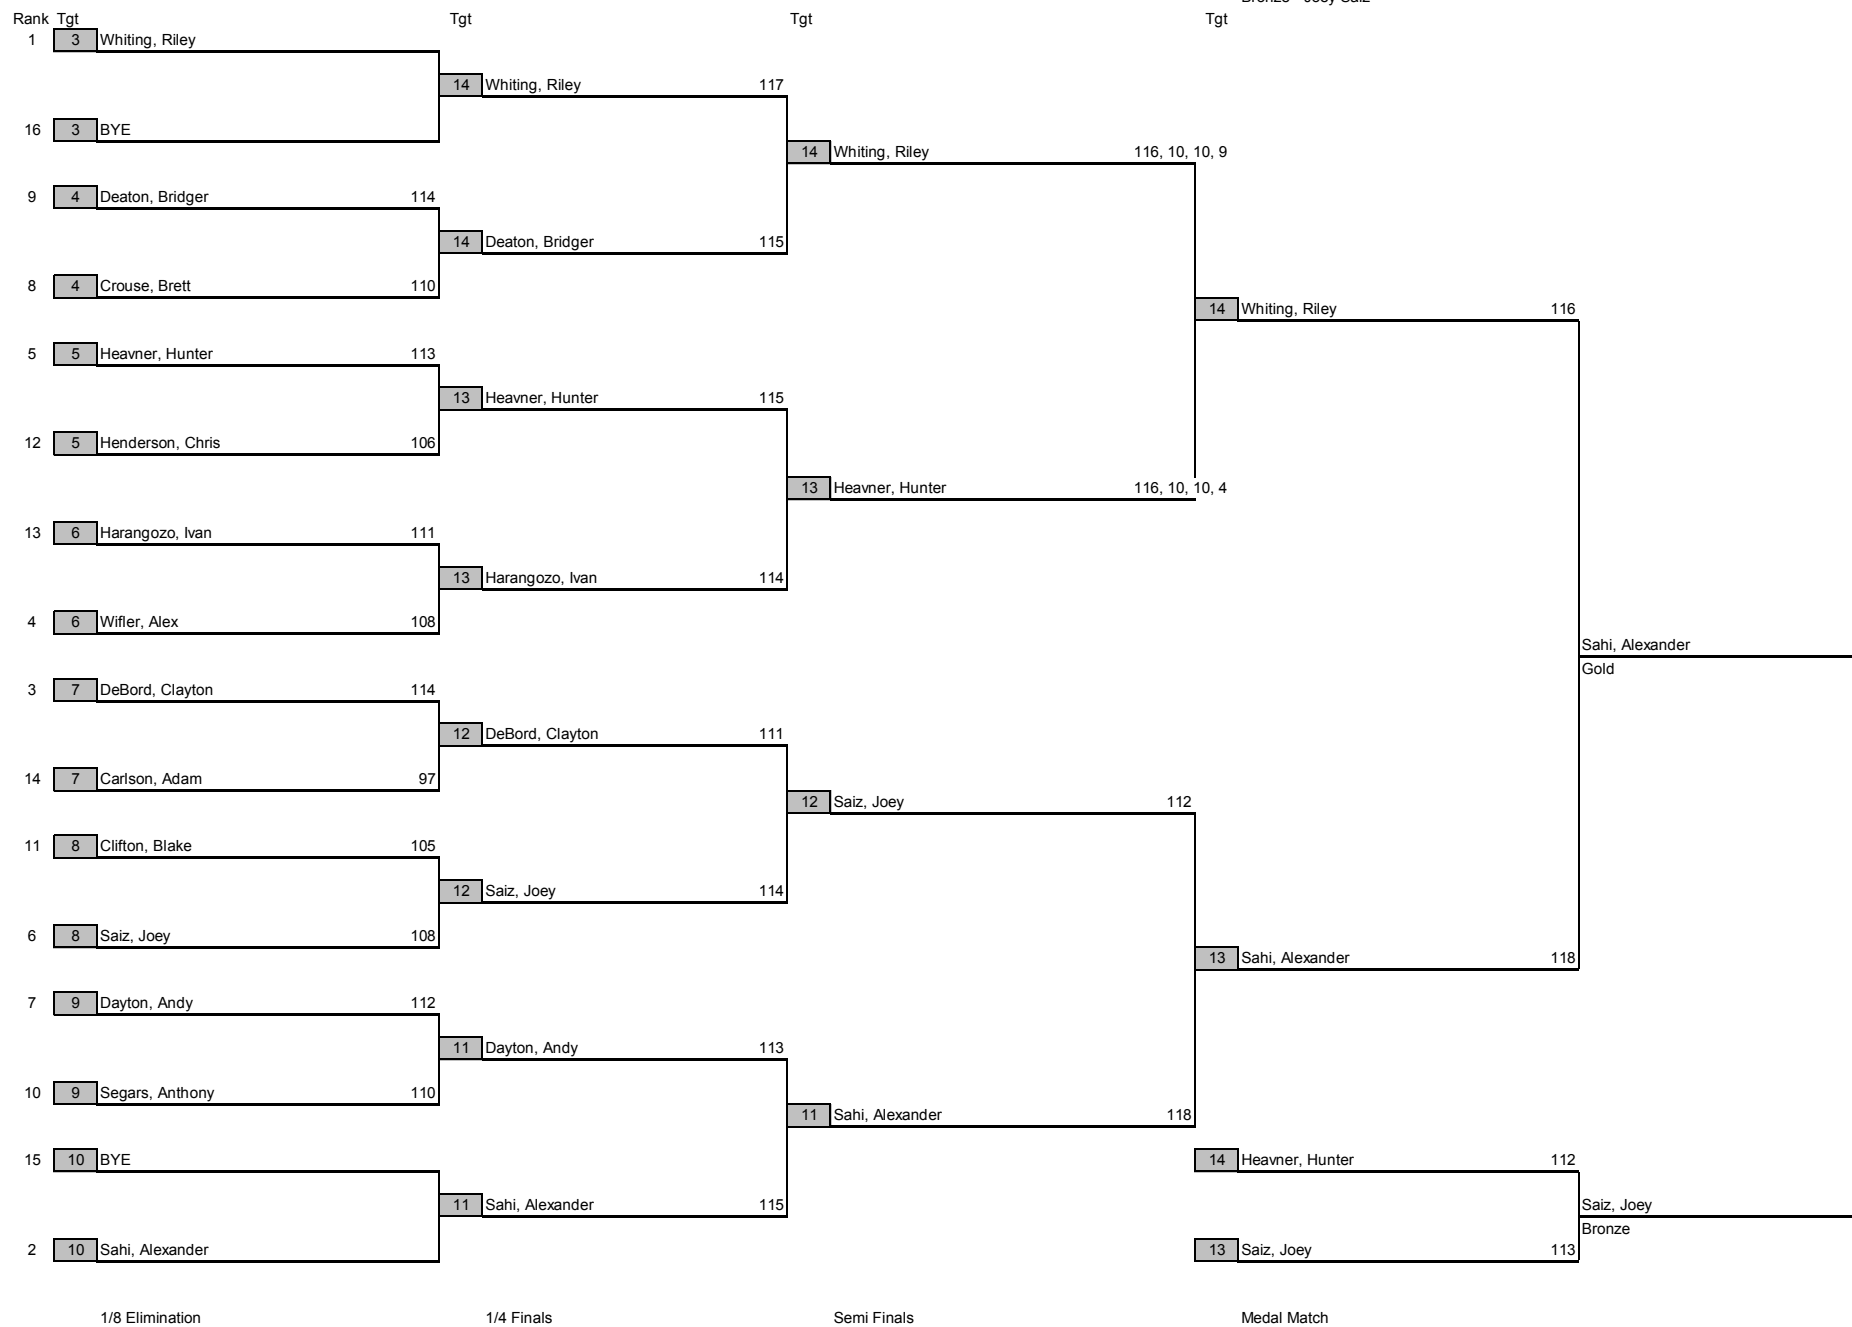 Rank Tgt Tgt Tgt Tgt
1 3 Whiting, Riley
14 Whiting, Riley 117
16 3 BYE
14 Whiting, Riley 116, 10, 10, 9
9 4 Deaton, Bridger 114
14 Deaton, Bridger 115
8 4 Crouse, Brett 110
14 Whiting, Riley 116
5 5 Heavner, Hunter 113
13 Heavner, Hunter 115
12 5 Henderson, Chris 106
13 Heavner, Hunter 116, 10, 10, 4
13 6 Harangozo, Ivan 111
13 Harangozo, Ivan 114
4 6 Wifler, Alex 108
Sahi, Alexander
Gold
3 7 DeBord, Clayton 114
12 DeBord, Clayton 111
14 7 Carlson, Adam 97
12 Saiz, Joey 112
11 8 Clifton, Blake 105
12 Saiz, Joey 114
6 8 Saiz, Joey 108
13 Sahi, Alexander 118
7 9 Dayton, Andy 112
11 Dayton, Andy 113
10 9 Segars, Anthony 110
11 Sahi, Alexander 118
15 10 BYE 14 Heavner, Hunter 112
11 Sahi, Alexander 115 Saiz, Joey
Bronze
2 10 Sahi, Alexander 13 Saiz, Joey 113
1/8 Elimination 1/4 Finals Semi Finals Medal Match